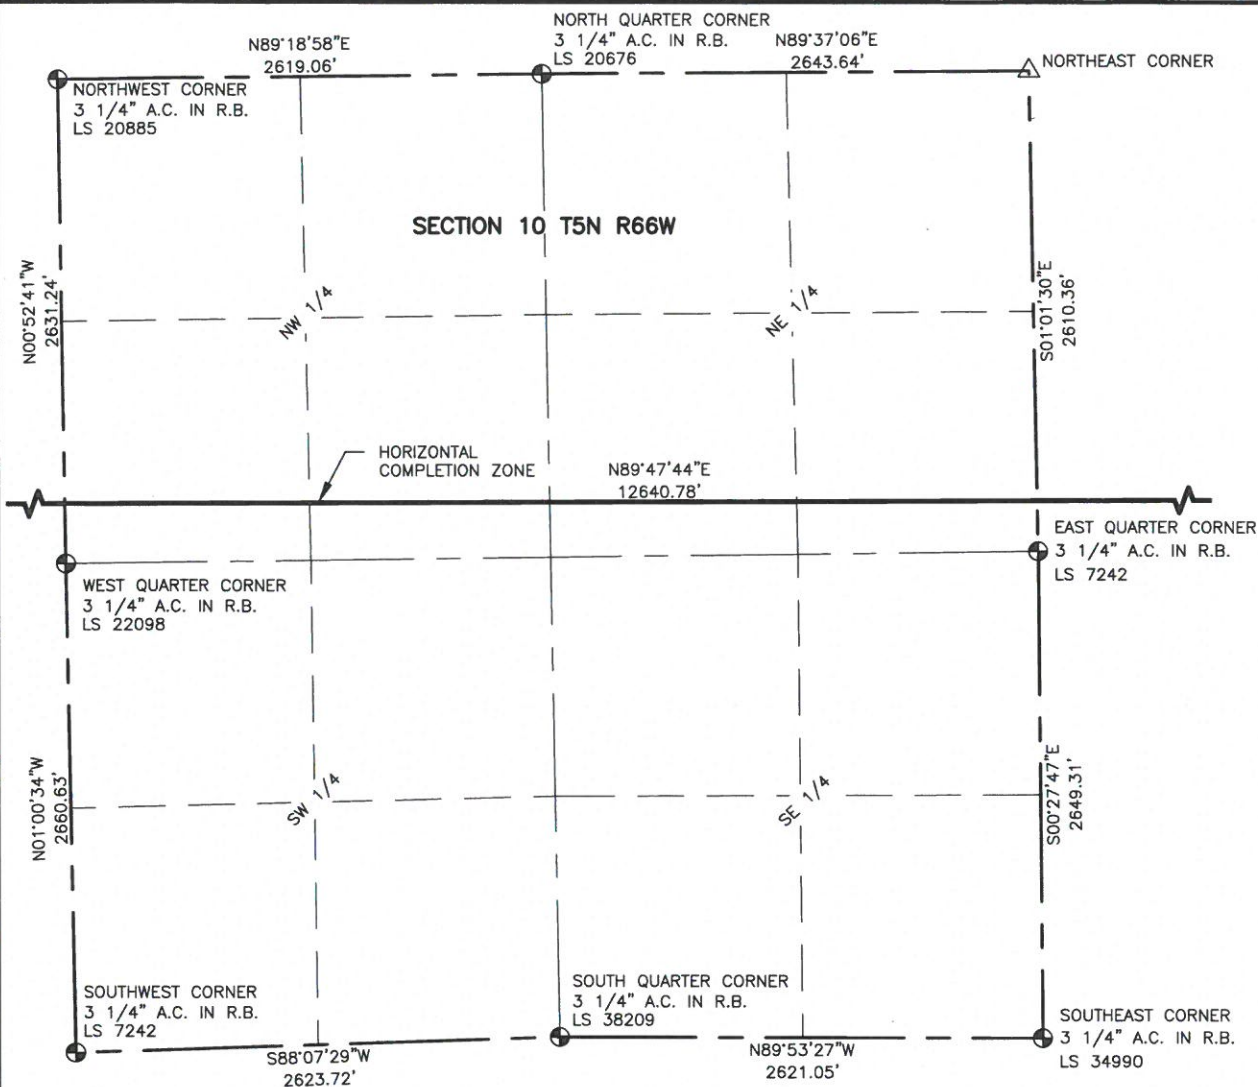 NORTH QUARTER CORNER
3 1/4" A.C. IN R.B.
LS 20676
N89°18'58"E
2619.06'
N89°37'06"E
2643.64'
NORTHEAST CORNER
NORTHWEST CORNER
3 1/4" A.C. IN R.B.
LS 20885
SECTION 10 T5N R66W
N00°52'41"W
2631.24'
NW 1/4
NE 1/4
S01°01'30"E
2610.36'
HORIZONTAL
COMPLETION ZONE
N89°47'44"E
12640.78'
EAST QUARTER CORNER
3 1/4" A.C. IN R.B.
LS 7242
WEST QUARTER CORNER
3 1/4" A.C. IN R.B.
LS 22098
N01°00'34"W
2660.63'
SW 1/4
SE 1/4
S00°27'47"E
2649.31'
SOUTHWEST CORNER
3 1/4" A.C. IN R.B.
LS 7242
SOUTH QUARTER CORNER
3 1/4" A.C. IN R.B.
LS 38209
SOUTHEAST CORNER
3 1/4" A.C. IN R.B.
LS 34990
S88°07'29"W
2623.72'
N89°53'27"W
2621.05'